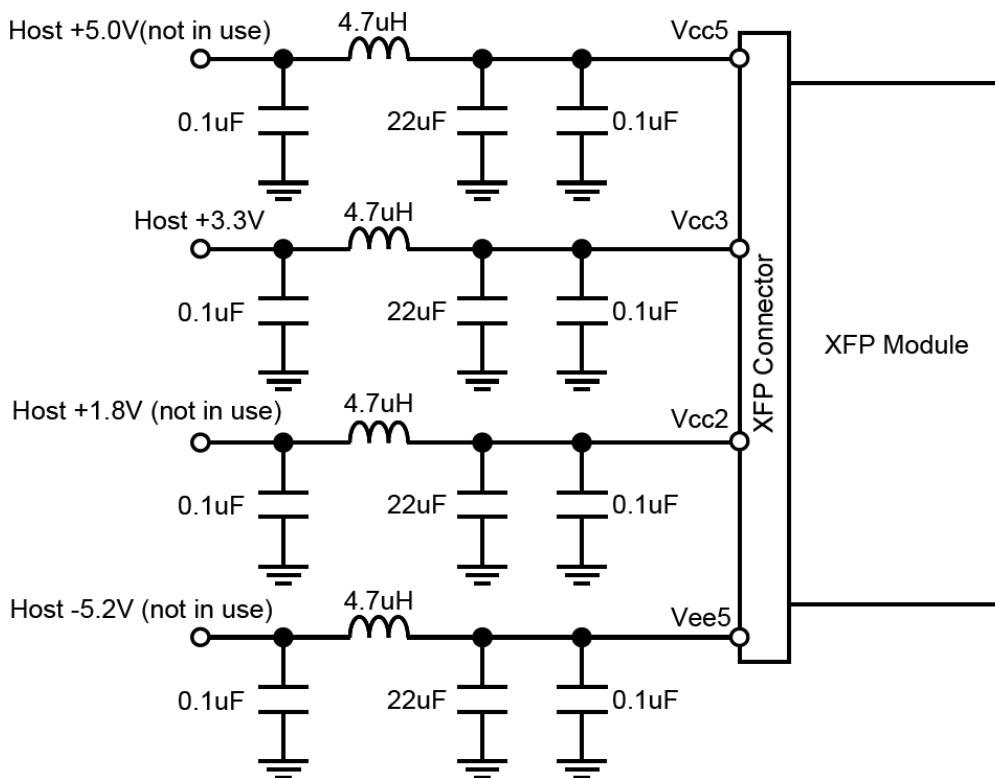 Host +5.0V(not in use)
4.7uH
Vcc5
0.1uF
22uF
0.1uF
Host +3.3V
4.7uH
Vcc3
0.1uF
22uF
0.1uF
XFP Connector
XFP Module
Host +1.8V (not in use)
4.7uH
Vcc2
0.1uF
22uF
0.1uF
Host -5.2V (not in use)
4.7uH
Vee5
0.1uF
22uF
0.1uF